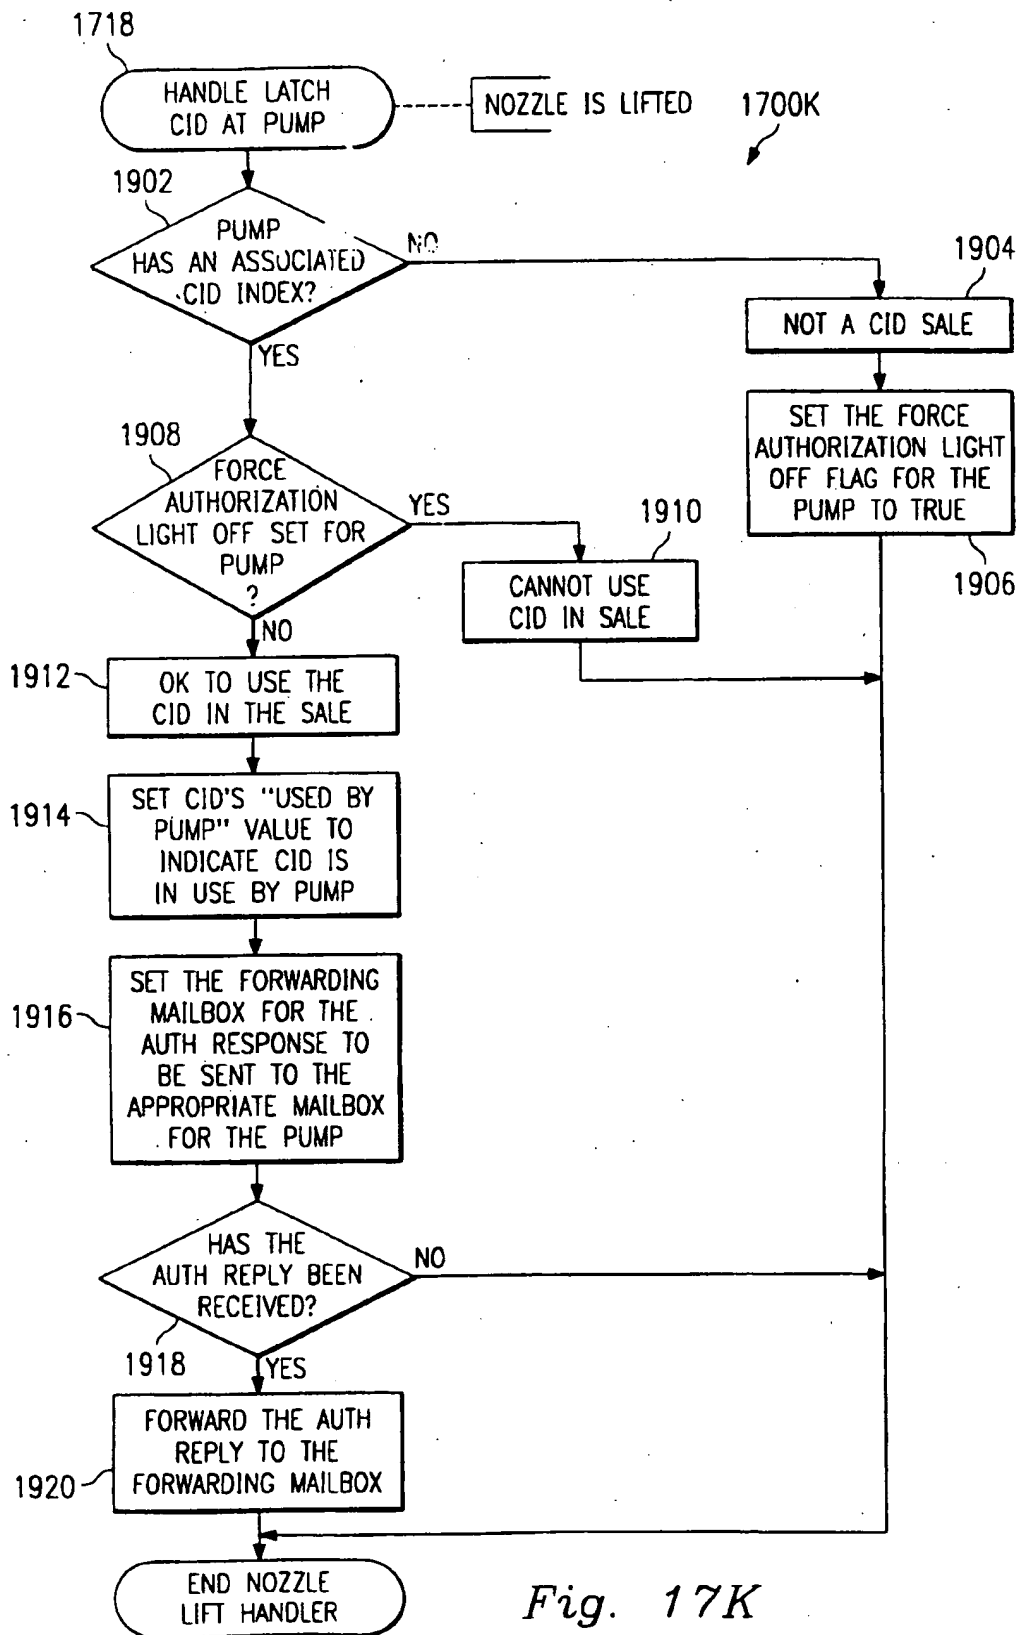 1718
HANDLE LATCH
CID AT PUMP
NOZZLE IS LIFTED
1700K
1902
PUMP
HAS AN ASSOCIATED
CID INDEX?
NO
YES
1904
NOT A CID SALE
SET THE FORCE
AUTHORIZATION LIGHT
OFF FLAG FOR THE
PUMP TO TRUE
1906
1908
FORCE
AUTHORIZATION
LIGHT OFF SET FOR
PUMP
?
YES
NO
1910
CANNOT USE
CID IN SALE
1912
OK TO USE THE
CID IN THE SALE
1914
SET CID'S "USED BY
PUMP" VALUE TO
INDICATE CID IS
IN USE BY PUMP
1916
SET THE FORWARDING
MAILBOX FOR THE
AUTH RESPONSE TO
BE SENT TO THE
APPROPRIATE MAILBOX
FOR THE PUMP
HAS THE
AUTH REPLY BEEN
RECEIVED?
NO
1918
YES
FORWARD THE AUTH
REPLY TO THE
FORWARDING MAILBOX
1920
END NOZZLE
LIFT HANDLER
Fig. 17K